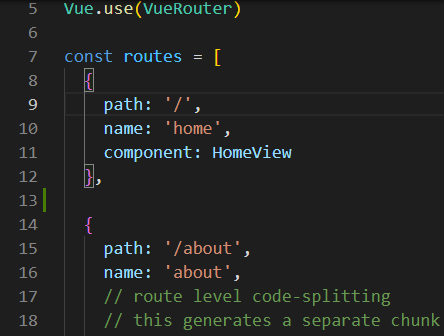 5 Vue.use(VueRouter)
6
7 const routes = [
8 {
9 path: '/',
10 name: 'home',
11 component: HomeView
12 },
13
14 {
15 path: '/about',
16 name: 'about',
17 // route level code-splitting
18 // this generates a separate chunk